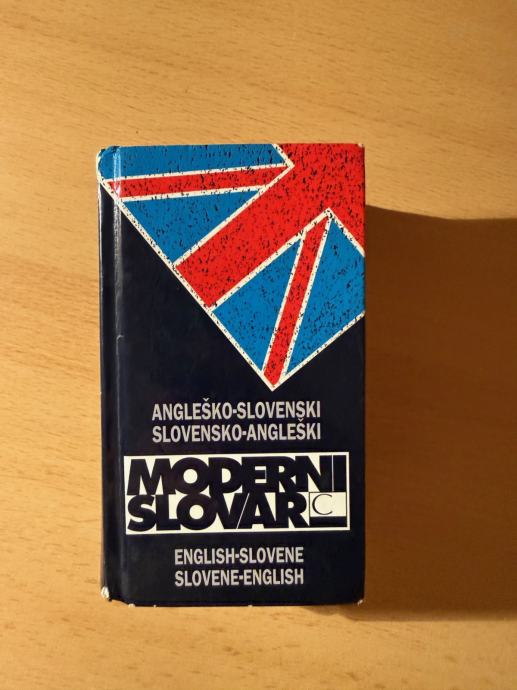 ANGLEŠKO-SLOVENSKI
SLOVENSKO-ANGLEŠKI
MODERNI
SLOVAR C
ENGLISH-SLOVENE
SLOVENE-ENGLISH